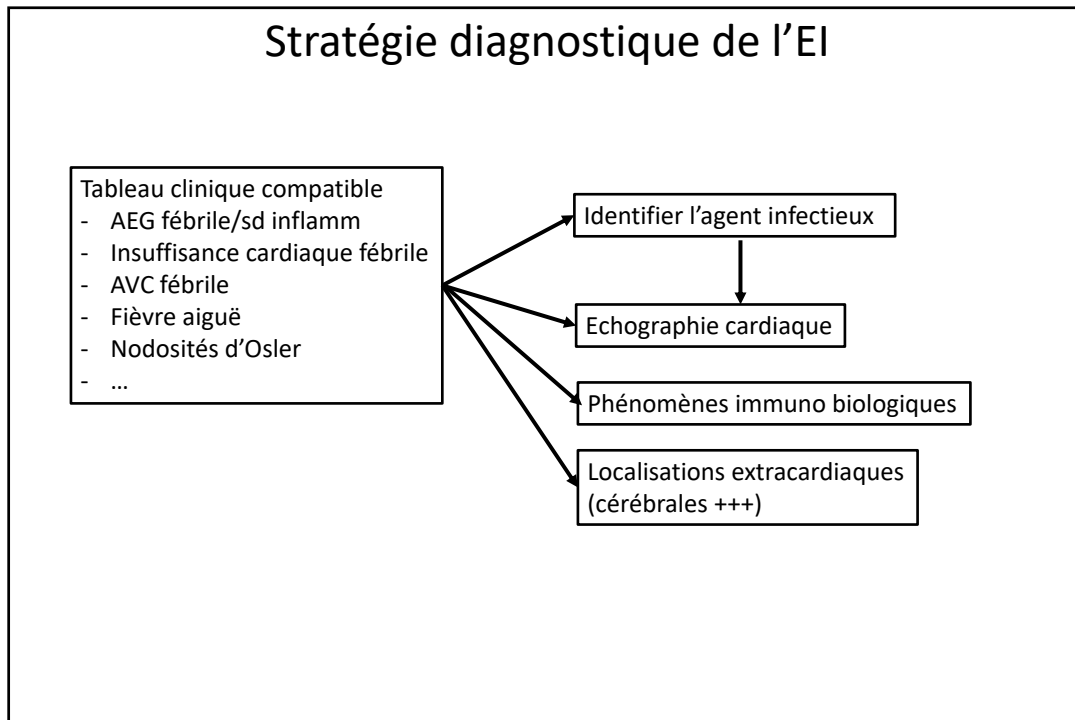 Stratégie diagnostique de l’EI
Tableau clinique compatible
- AEG fébrile/sd inflamm
- Insuffisance cardiaque fébrile
- AVC fébrile
- Fièvre aiguë
- Nodosités d’Osler
- …
Identifier l’agent infectieux
Echographie cardiaque
Phénomènes immuno biologiques
Localisations extracardiaques
(cérébrales +++)